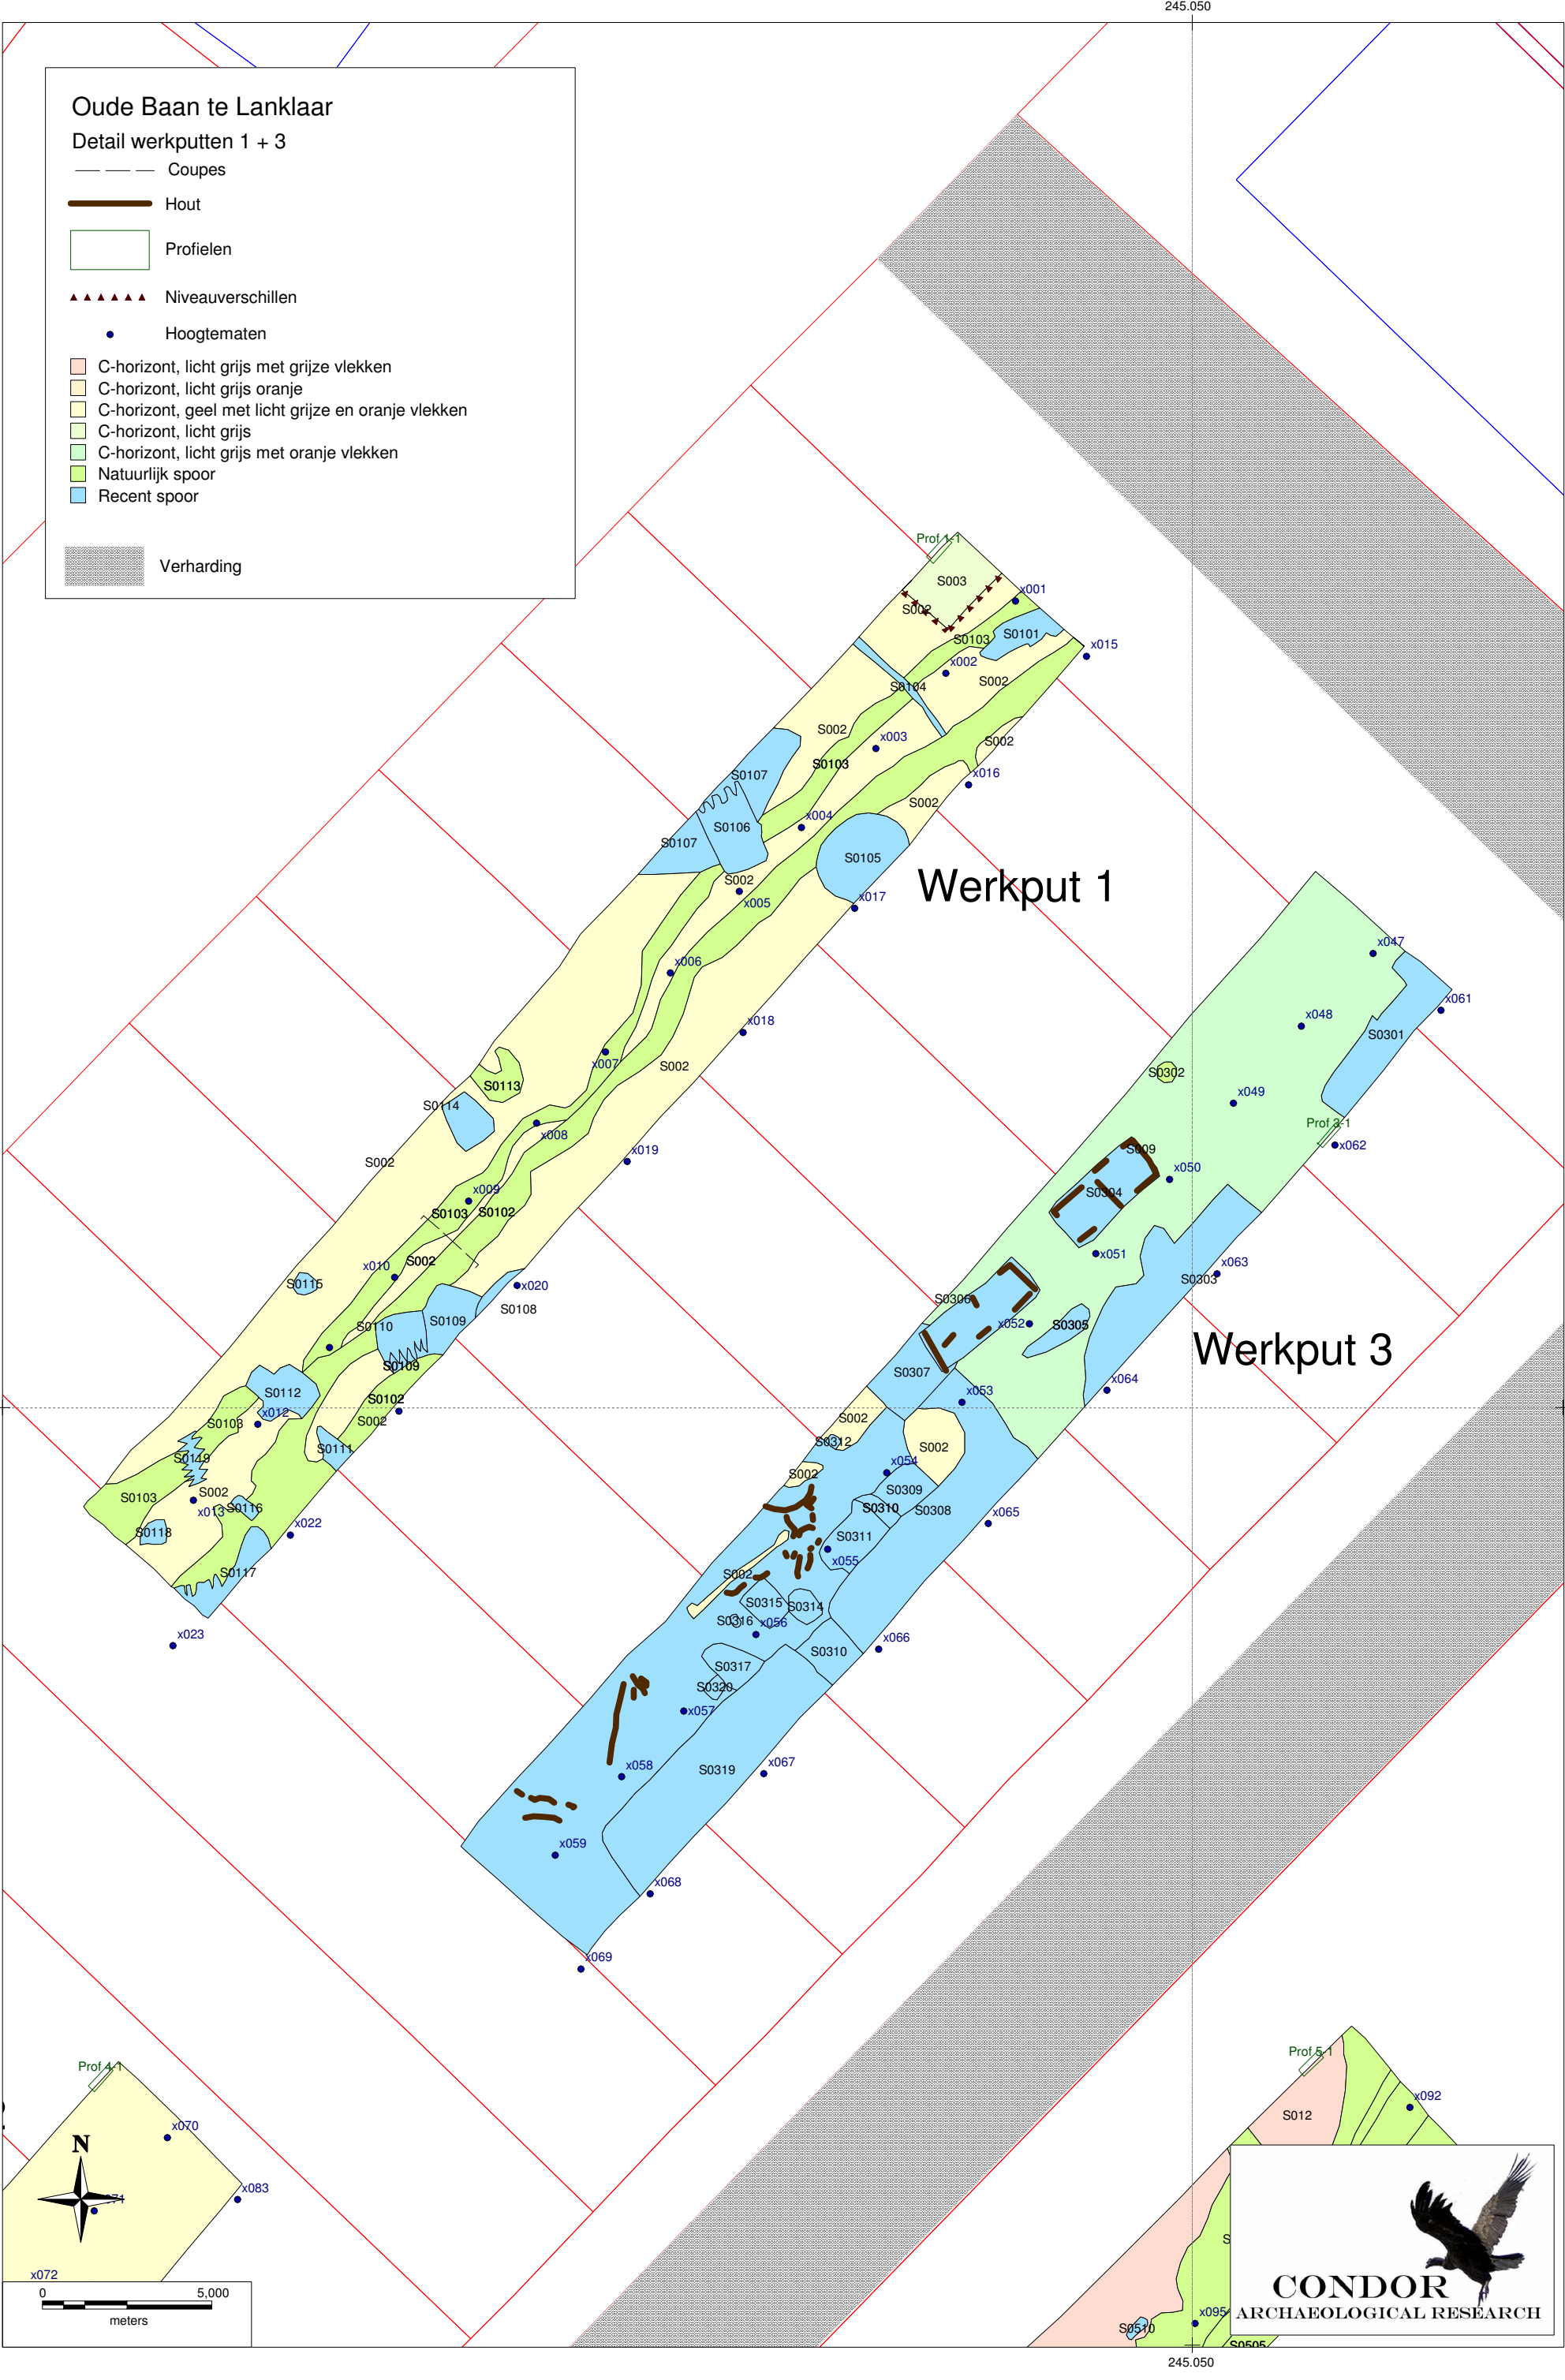 245.050
Oude Baan te Lanklaar
Detail werkputten 1 + 3
Coupes
Hout
Profielen
Niveauverschillen
Hoogtematen
C-horizont, licht grijs met grijze vlekken
C-horizont, licht grijs oranje
C-horizont, geel met licht grijze en oranje vlekken
C-horizont, licht grijs
C-horizont, licht grijs met oranje vlekken
Natuurlijk spoor
Recent spoor
Verharding
Prof 1-1
S003
x001
S002
S0101
S0103
x015
x002
S002
S0104
S002
x003
S002
S0103
x016
S0107
S002
x004
S0106
S0107
S0105
S002
x005
x017
Werkput 1
x006
x018
x007
S002
S0113
S0114
x008
S002
x019
x009
S0103
S0102
S002
x010
S0115
x020
S0108
S0109
S0110
S0109
S0112
S0102
x012
S002
S0103
S0111
S0119
S002
S0103
x013
S0116
S0118
x022
S0117
x023
x047
x061
x048
S0301
S0302
x049
Prof 3-1
x062
S009
x050
S0304
x051
x063
S0303
S0306
x052
S0305
Werkput 3
S0307
x064
x053
S002
S0312
S002
x054
S002
S0309
S0310
S0308
x065
S0311
x055
S002
S0315
S0314
S0316
x056
x066
S0310
S0317
S0320
x057
x058
S0319
x067
x059
x068
x069
Prof 4-1
x070
N
x083
x072
0
5,000
meters
Prof 5-1
x092
S012
x095
S0510
S0505
CONDOR
ARCHAEOLOGICAL RESEARCH
245.050